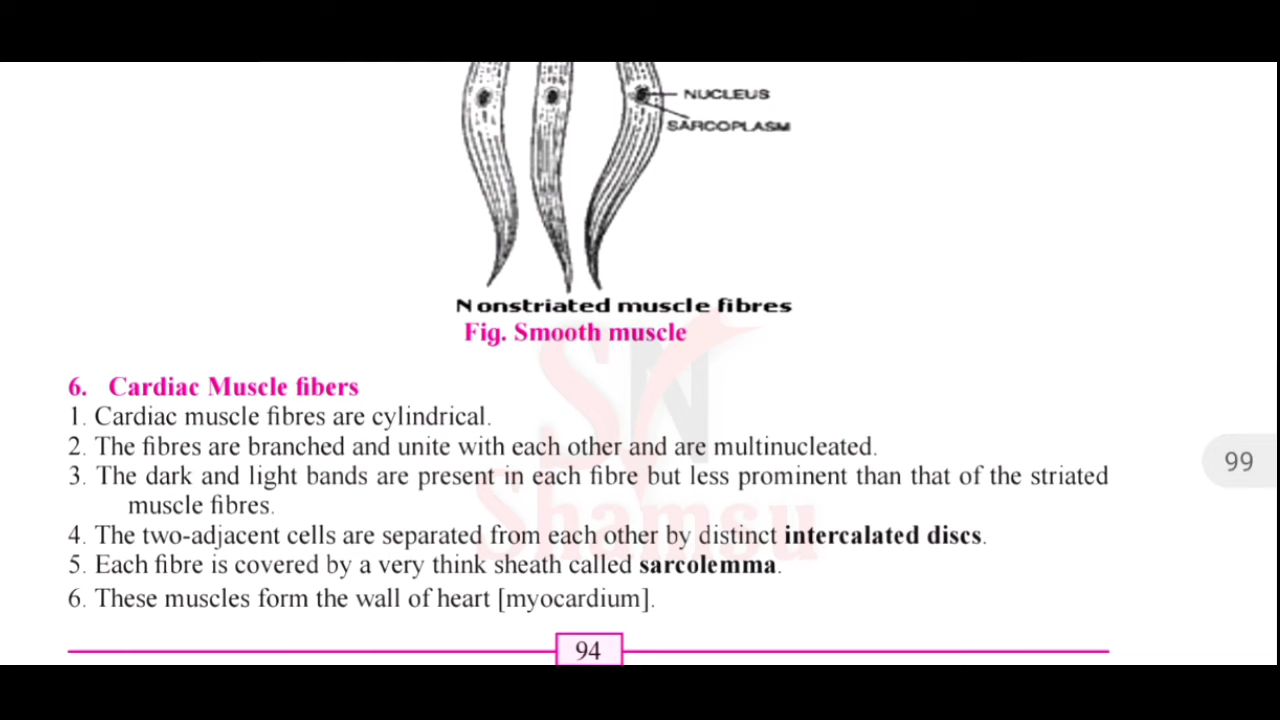 NUCLEUS
SARCOPLASM
Nonstriated muscle fibres
Fig. Smooth muscle
6. Cardiac Muscle fibers
1. Cardiac muscle fibres are cylindrical.
2. The fibres are branched and unite with each other and are multinucleated.
3. The dark and light bands are present in each fibre but less prominent than that of the striated
muscle fibres.
4. The two-adjacent cells are separated from each other by distinct intercalated discs.
5. Each fibre is covered by a very think sheath called sarcolemma.
6. These muscles form the wall of heart [myocardium].
94
99
SN
Shamsu